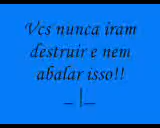 Vcs nunca iram
destruir e nem
abalar isso!!
_ |_